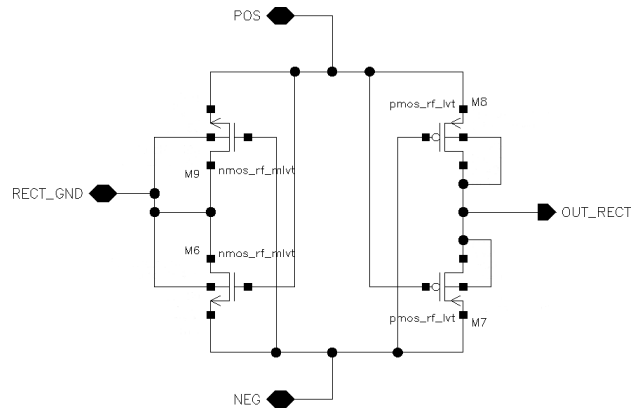 POS
pmos_rf_lvt M8
M9 nmos_rf_mlvt
RECT_GND
OUT_RECT
M6 nmos_rf_mlvt
pmos_rf_lvt M7
NEG